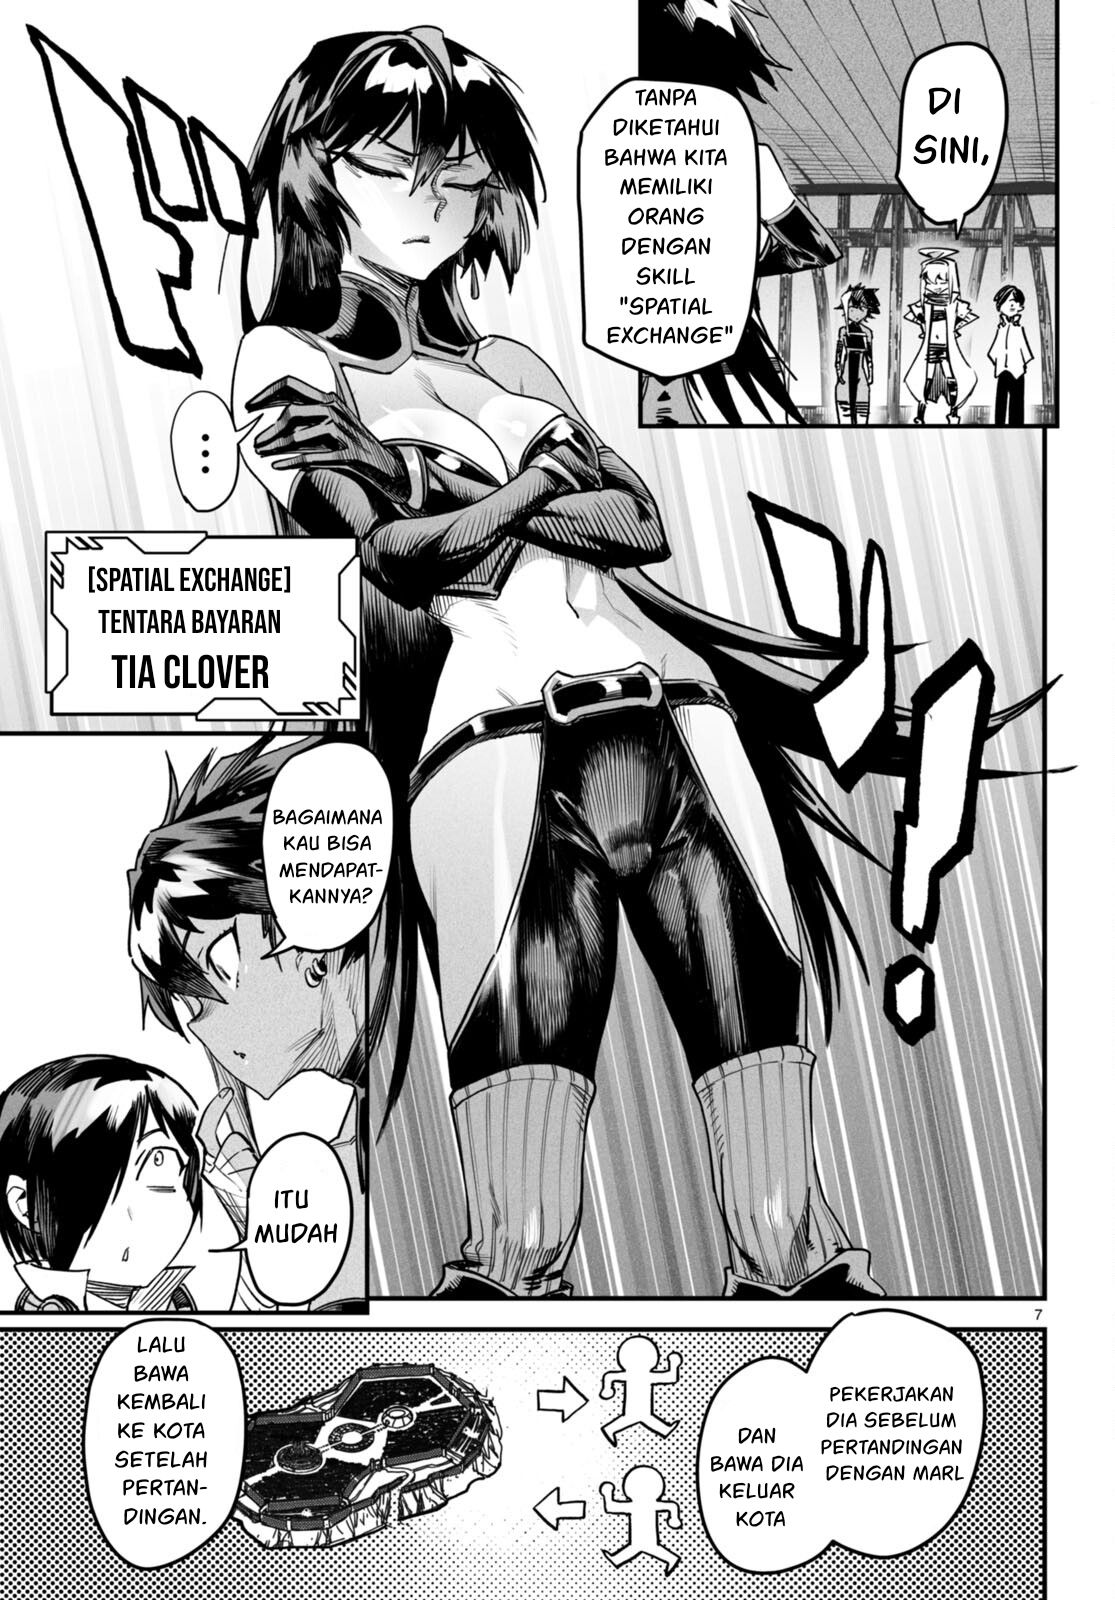 DI
SINI,
TANPA
DIKETAHUI
BAHWA KITA
MEMILIKI
ORANG
DENGAN
SKILL
"SPATIAL
EXCHANGE"
...
[SPATIAL EXCHANGE]
TENTARA BAYARAN
TIA CLOVER
BAGAIMANA
KAU BISA
MENDAPAT-
KANNYA?
ITU
MUDAH
7
PEKERJAKAN
DIA SEBELUM
PERTANDINGAN
DENGAN MARL
DAN
BAWA DIA
KELUAR
KOTA
LALU
BAWA
KEMBALI
KE KOTA
SETELAH
PERTAN-
DINGAN.